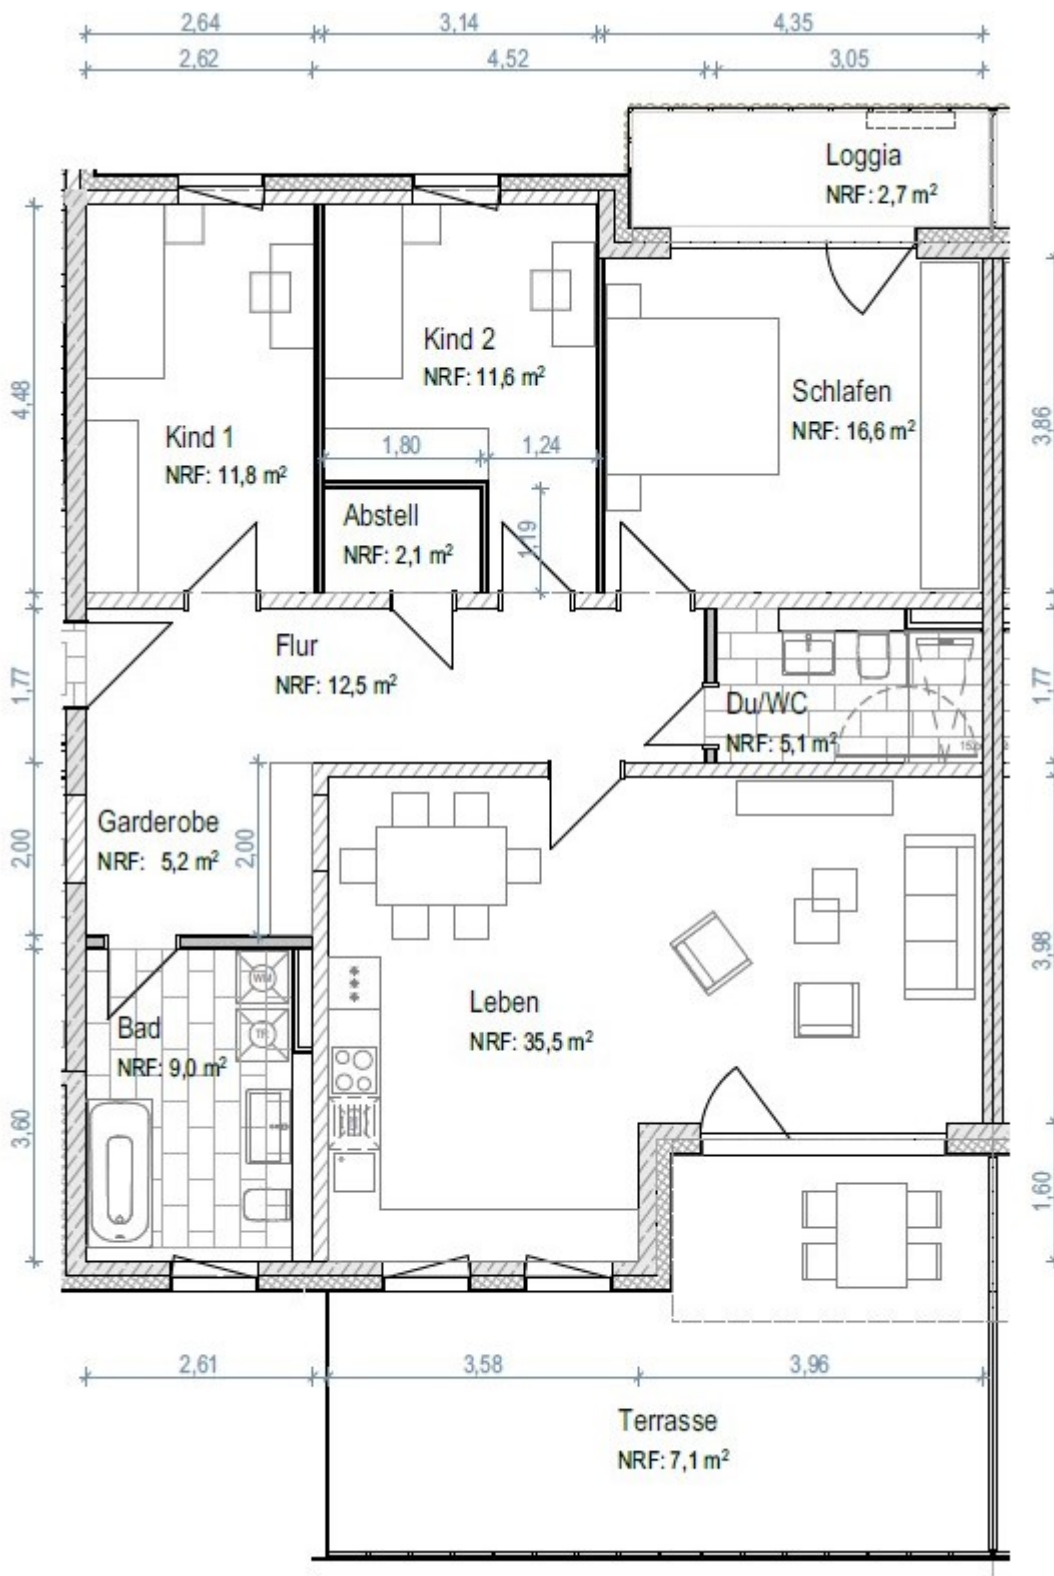 2,64 3,14 4,35
2,62 4,52 3,05
Loggia
NRF: 2,7 m²
Kind 2
NRF: 11,6 m²
Schlafen
NRF: 16,6 m²
4,48
3,86
Kind 1
NRF: 11,8 m²
1,80 1,24
Abstell
NRF: 2,1 m²
1,19
Flur
NRF: 12,5 m²
1,77
1,77
Du/WC
NRF: 5,1 m²
Garderobe
NRF: 5,2 m²
2,00
2,00
WM
TR
Leben
NRF: 35,5 m²
3,98
Bad
NRF: 9,0 m²
3,60
1,60
2,61 3,58 3,96
Terrasse
NRF: 7,1 m²